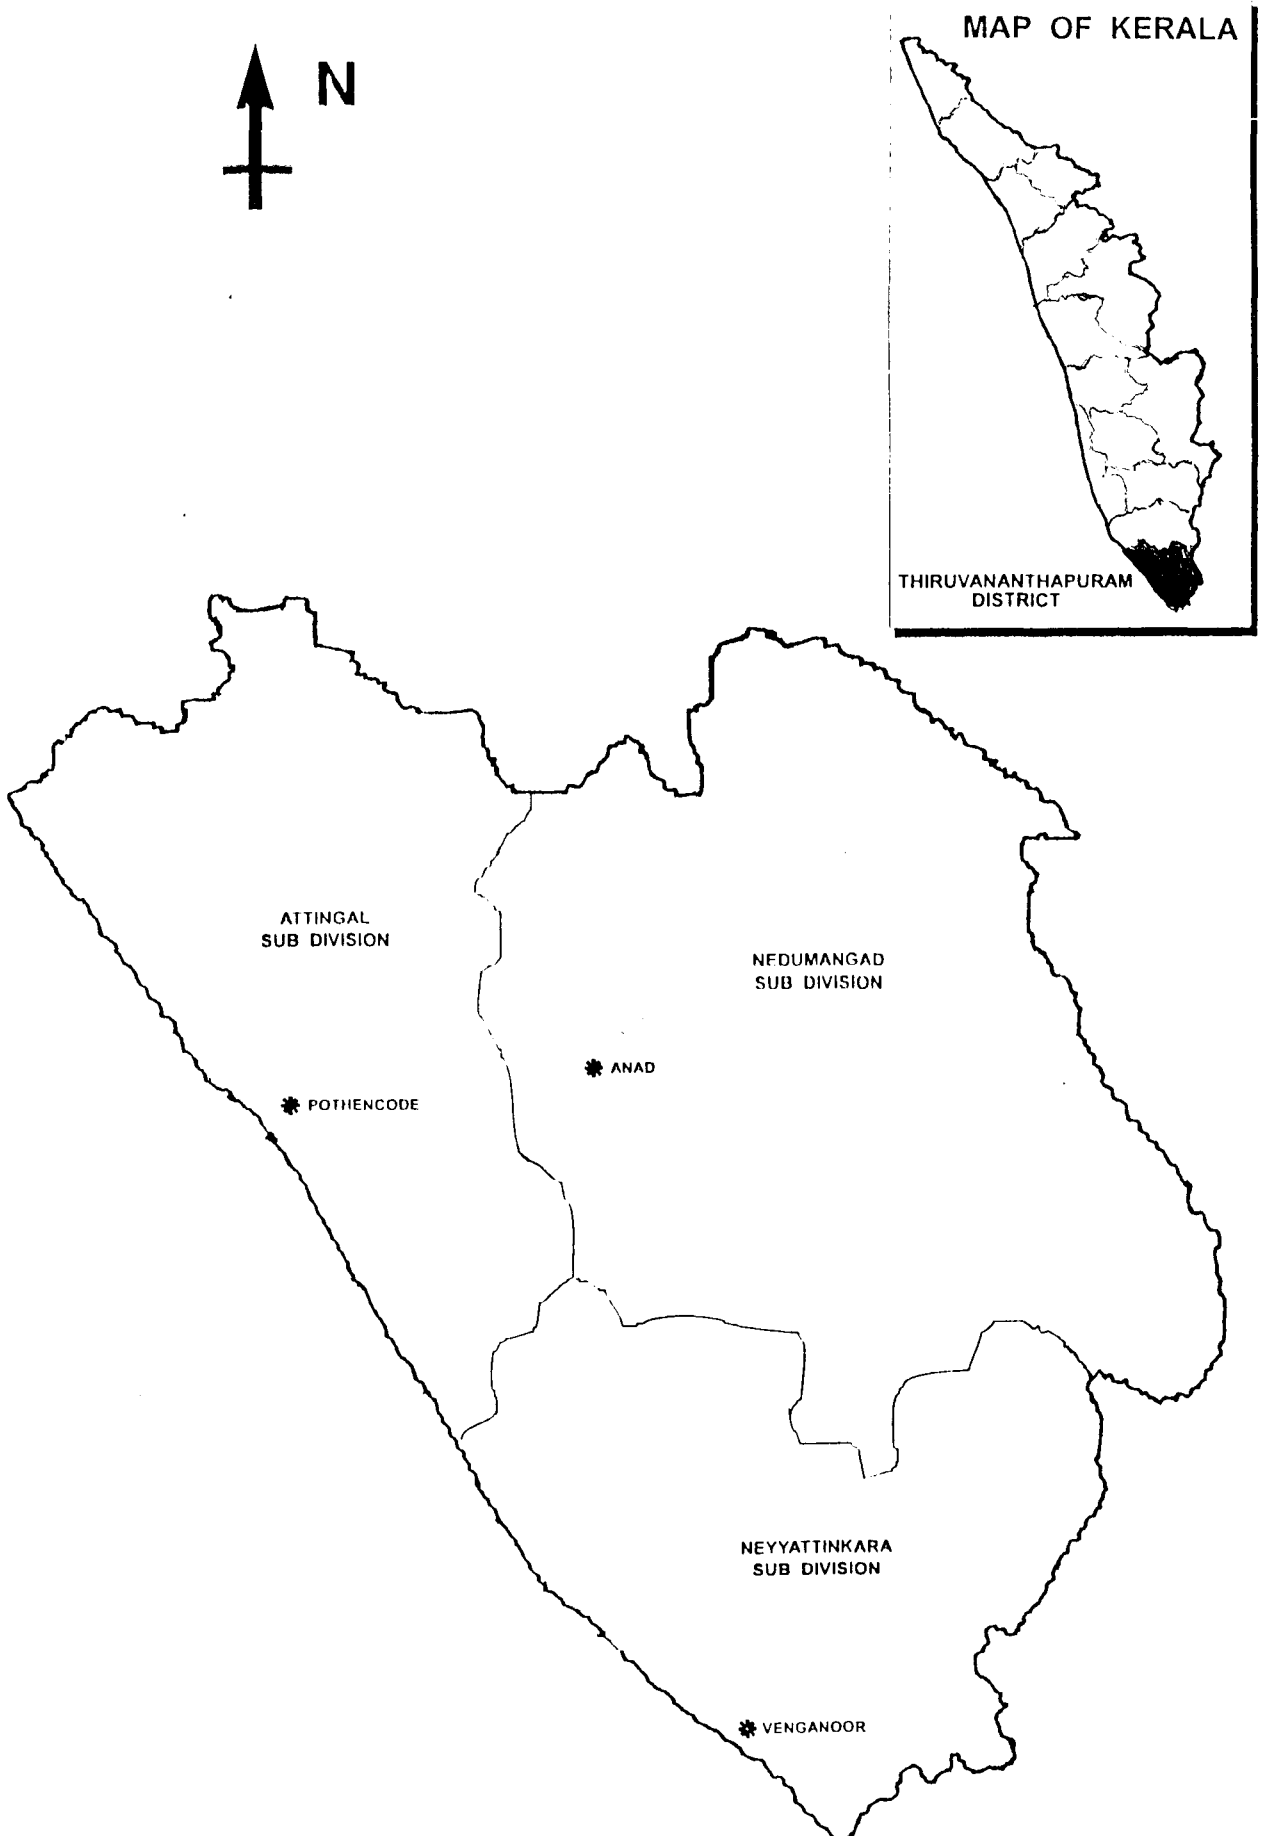 MAP OF KERALA
N
THIRUVANANTHAPURAM
DISTRICT
ATTINGAL
SUB DIVISION
NEDUMANGAD
SUB DIVISION
ANAD
POTHENCODE
NEYYATTINKARA
SUB DIVISION
VENGANOOR